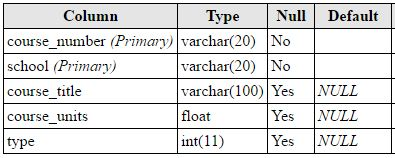 Column Type Null Default
course_number (Primary) varchar(20) No
school (Primary) varchar(20) No
course_title varchar(100) Yes NULL
course_units float Yes NULL
type int(11) Yes NULL